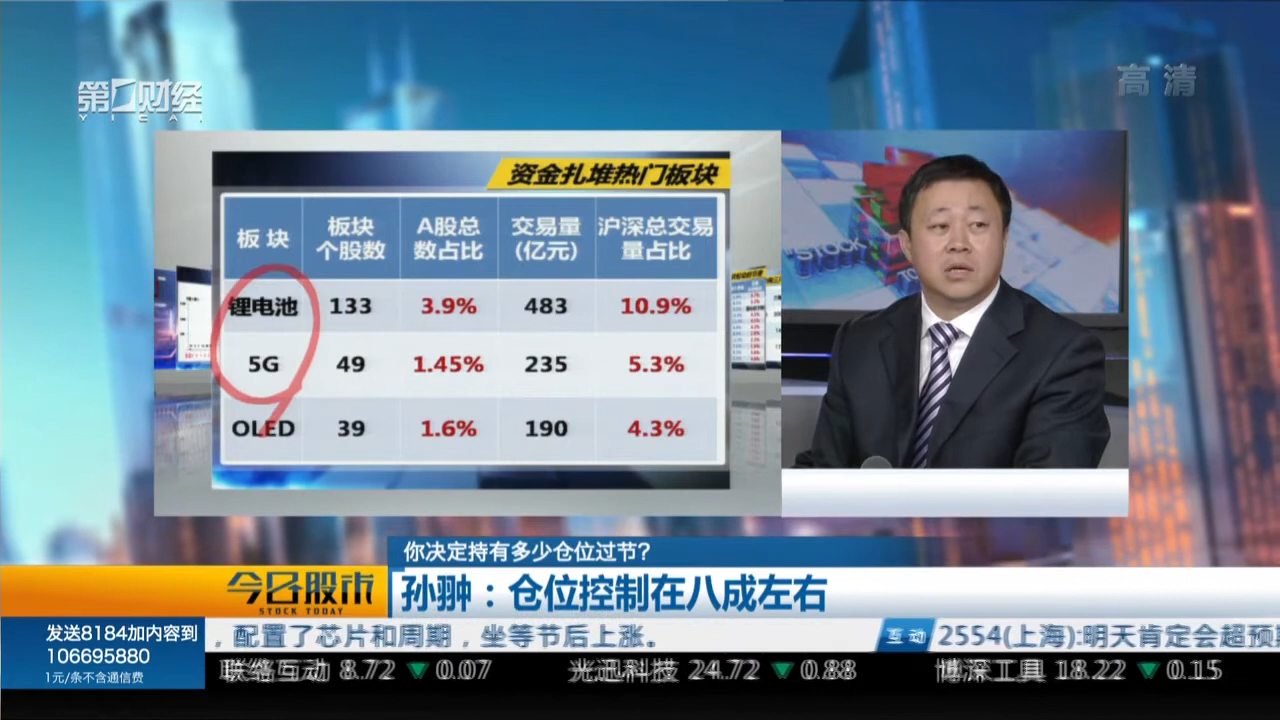 第一财经
YICAI
高清
资金扎堆热门板块
板块 板块个股数 A股总数占比 交易量(亿元) 沪深总交易量占比
锂电池 133 3.9% 483 10.9%
5G 49 1.45% 235 5.3%
OLED 39 1.6% 190 4.3%
STOCK
你决定持有多少仓位过节?
今日股市
STOCK TODAY
孙翀：仓位控制在八成左右
发送8184加内容到
106695880
1元/条不含通信费
，配置了芯片和周期，坐等节后上涨。 互动 2554(上海):明天肯定会超预
联络互动 8.72 ▼ 0.07 光迅科技 24.72 ▼ 0.88 博深工具 18.22 ▼ 0.15